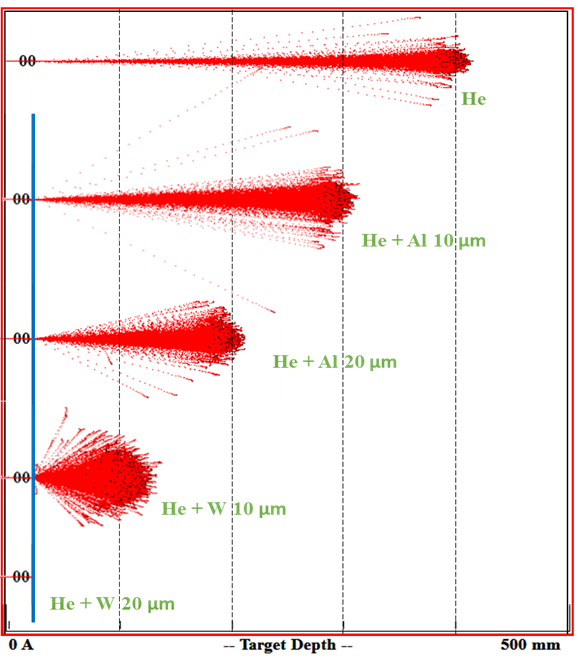 00
He
00
He + Al 10 μm
00
He + Al 20 μm
00
He + W 10 μm
00
He + W 20 μm
0 A -- Target Depth -- 500 mm